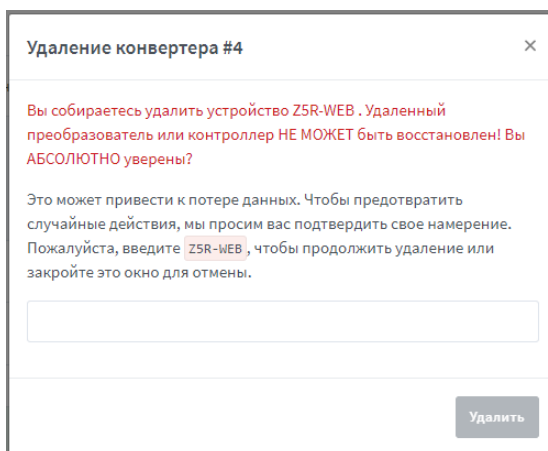 Удаление конвертера #4 ×
Вы собираетесь удалить устройство Z5R-WEB . Удаленный
преобразователь или контроллер НЕ МОЖЕТ быть восстановлен! Вы
АБСОЛЮТНО уверены?
Это может привести к потере данных. Чтобы предотвратить
случайные действия, мы просим вас подтвердить свое намерение.
Пожалуйста, введите Z5R-WEB , чтобы продолжить удаление или
закройте это окно для отмены.
Удалить